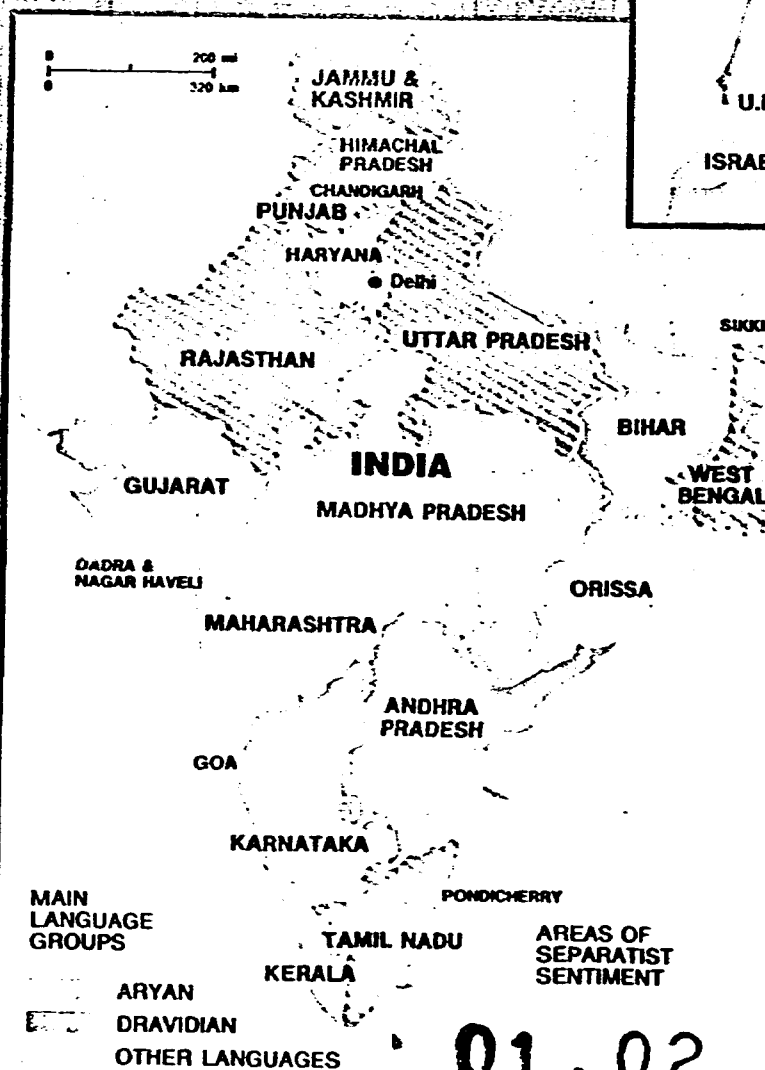 0 200 mi
0 320 km
JAMMU &
KASHMIR
U.
ISRAE
HIMACHAL
PRADESH
CHANDIGARH
PUNJAB
HARYANA
Delhi
SIKKI
UTTAR PRADESH
RAJASTHAN
BIHAR
INDIA
WEST
BENGAL
GUJARAT
MADHYA PRADESH
DADRA &
NAGAR HAVELI
ORISSA
MAHARASHTRA
ANDHRA
PRADESH
GOA
KARNATAKA
PONDICHERRY
TAMIL NADU
KERALA
MAIN
LANGUAGE
GROUPS
ARYAN
DRAVIDIAN
OTHER LANGUAGES
AREAS OF
SEPARATIST
SENTIMENT
01.02